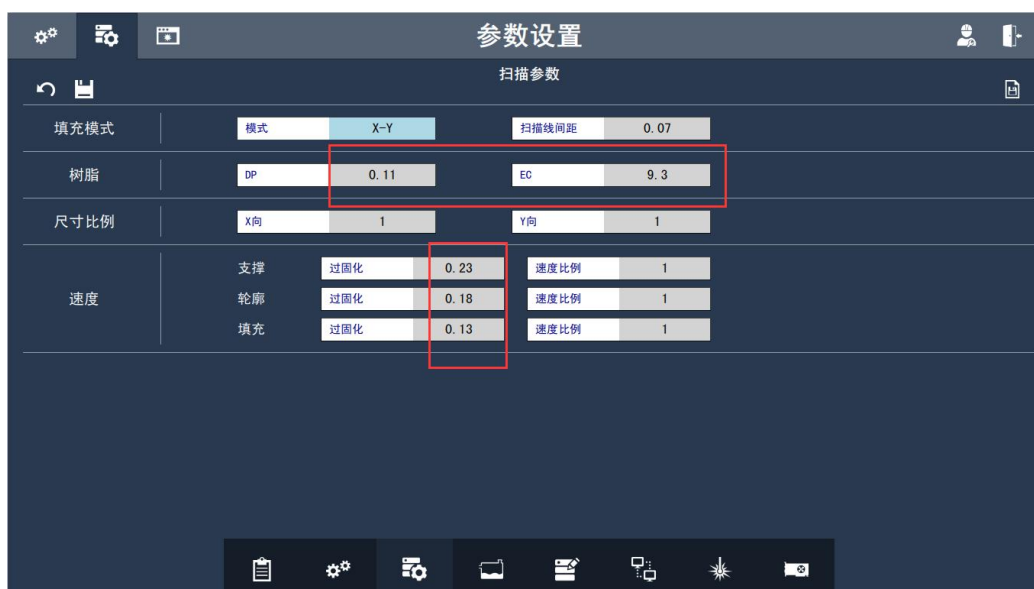 参数设置
扫描参数
填充模式 模式 X-Y 扫描线间距 0.07
树脂 DP 0.11 EC 9.3
尺寸比例 X向 1 Y向 1
支撑 过固化 0.23 速度比例 1
速度 轮廓 过固化 0.18 速度比例 1
填充 过固化 0.13 速度比例 1